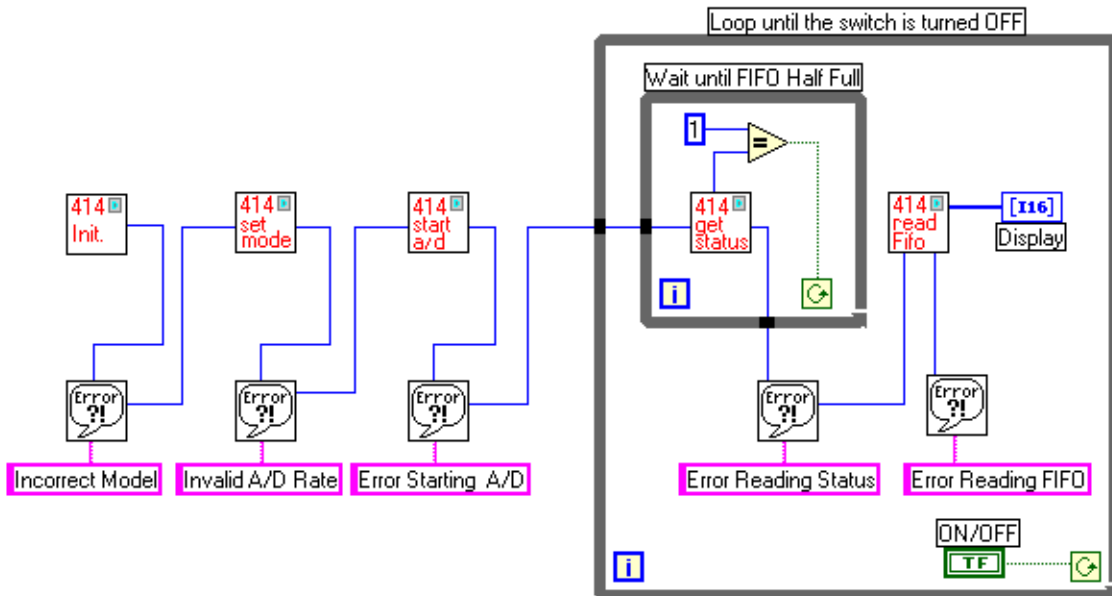 Loop until the switch is turned OFF
Wait until FIFO Half Full
1
=
414
Init.
414
set
mode
414
start
a/d
414
get
status
414
read
Fifo
[I16]
Display
i
Error
?!
Error
?!
Error
?!
Error
?!
Error
?!
Incorrect Model
Invalid A/D Rate
Error Starting A/D
Error Reading Status
Error Reading FIFO
ON/OFF
TF
i